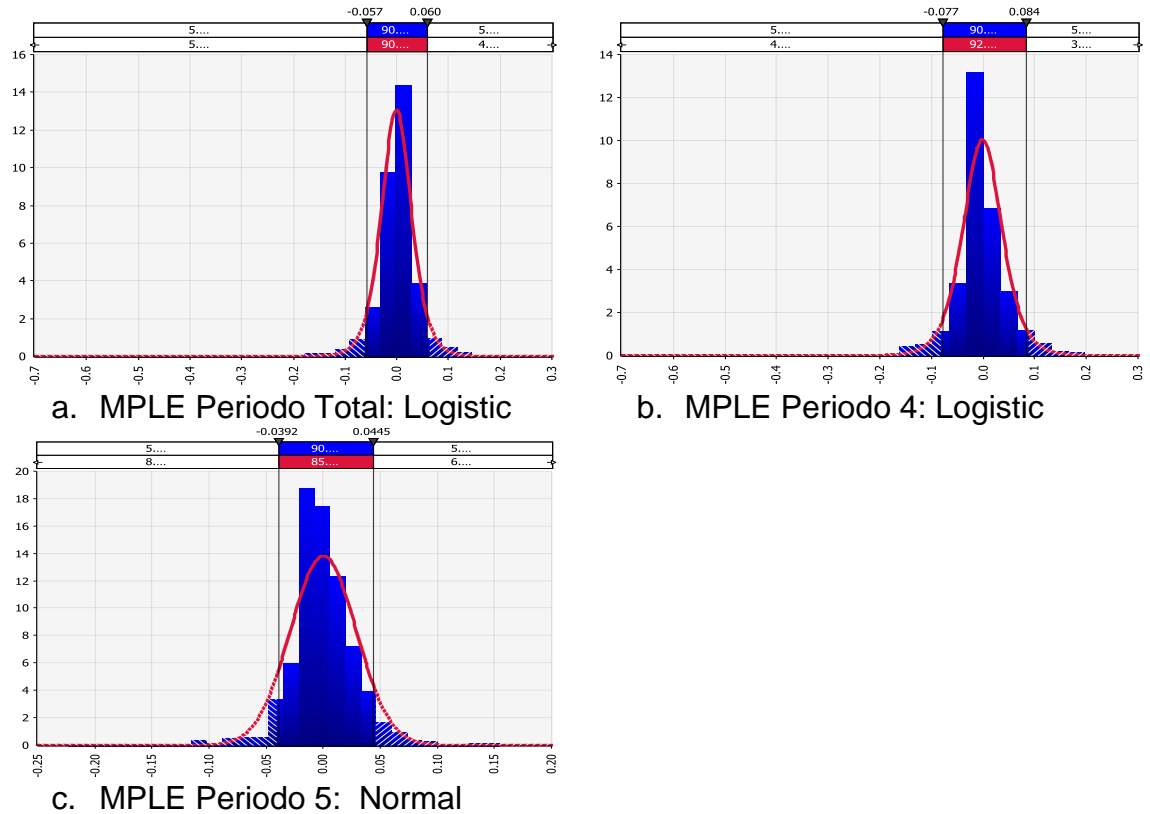 -0.057 0.060
5.... 90.... 5....
5.... 90.... 4....
16
14
12
10
8
6
4
2
0
-0.7 -0.6 -0.5 -0.4 -0.3 -0.2 -0.1 0.0 0.1 0.2 0.3
a. MPLE Periodo Total: Logistic
-0.077 0.084
5.... 90.... 5....
4.... 92.... 3....
14
12
10
8
6
4
2
0
-0.7 -0.6 -0.5 -0.4 -0.3 -0.2 -0.1 0.0 0.1 0.2 0.3
b. MPLE Periodo 4: Logistic
-0.0392 0.0445
5.... 90.... 5....
8.... 85.... 6....
20
18
16
14
12
10
8
6
4
2
0
-0.25 -0.20 -0.15 -0.10 -0.05 0.00 0.05 0.10 0.15 0.20
c. MPLE Periodo 5: Normal